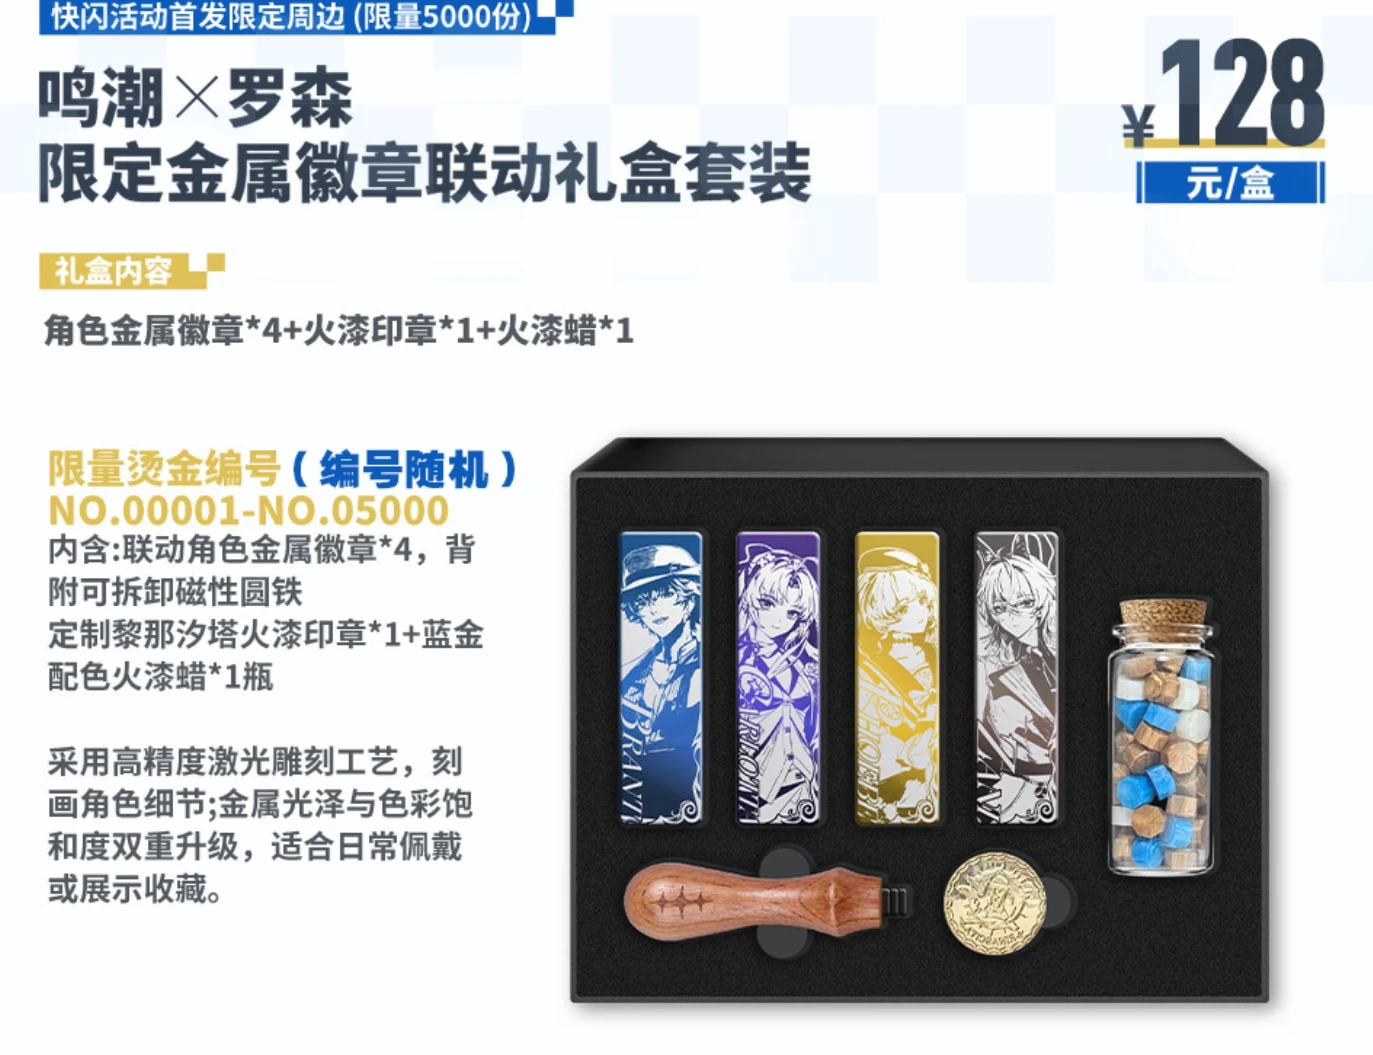 快闪活动首发限定周边 (限量5000份)
鸣潮×罗森
限定金属徽章联动礼盒套装
¥128
元/盒
礼盒内容
角色金属徽章*4+火漆印章*1+火漆蜡*1
限量烫金编号(编号随机)
NO.00001-NO.05000
内含:联动角色金属徽章*4，背
附可拆卸磁性圆铁
定制黎那汐塔火漆印章*1+蓝金
配色火漆蜡*1瓶
采用高精度激光雕刻工艺，刻
画角色细节;金属光泽与色彩饱
和度双重升级，适合日常佩戴
或展示收藏。
BRANT